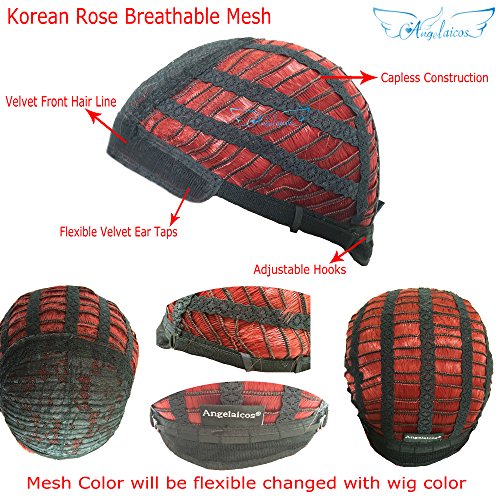 Korean Rose Breathable Mesh
Angelaicos
Capless Construction
Velvet Front Hair Line
Angelaicos
Flexible Velvet Ear Taps
Adjustable Hooks
Angelaicos®
Angelaicos®
Mesh Color will be flexible changed with wig color